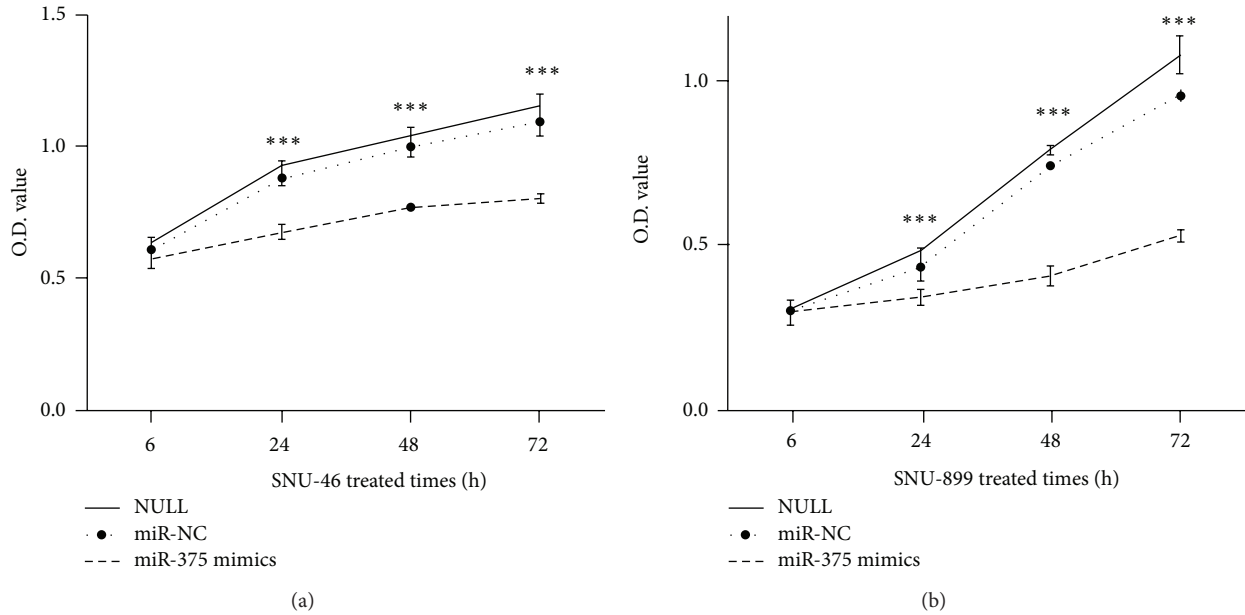 1.5
1.0
0.5
0.0
O.D. value
***
***
***
6
24
48
72
SNU-46 treated times (h)
NULL
miR-NC
miR-375 mimics
(a)
1.0
0.5
0.0
O.D. value
***
***
***
6
24
48
72
SNU-899 treated times (h)
NULL
miR-NC
miR-375 mimics
(b)